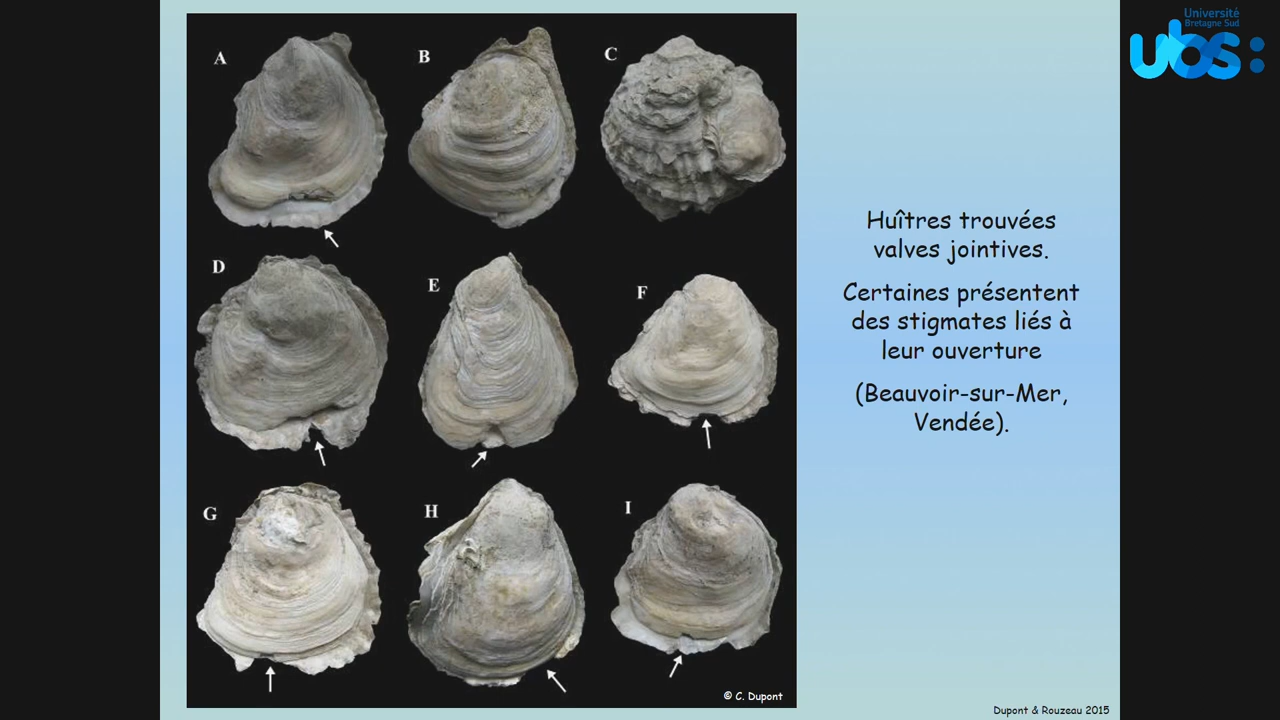 Université
Bretagne Sud
ubs:
A
B
C
D
E
F
G
H
I
© C. Dupont
Huîtres trouvées
valves jointives.
Certaines présentent
des stigmates liés à
leur ouverture
(Beauvoir-sur-Mer,
Vendée).
Dupont & Rouzeau 2015